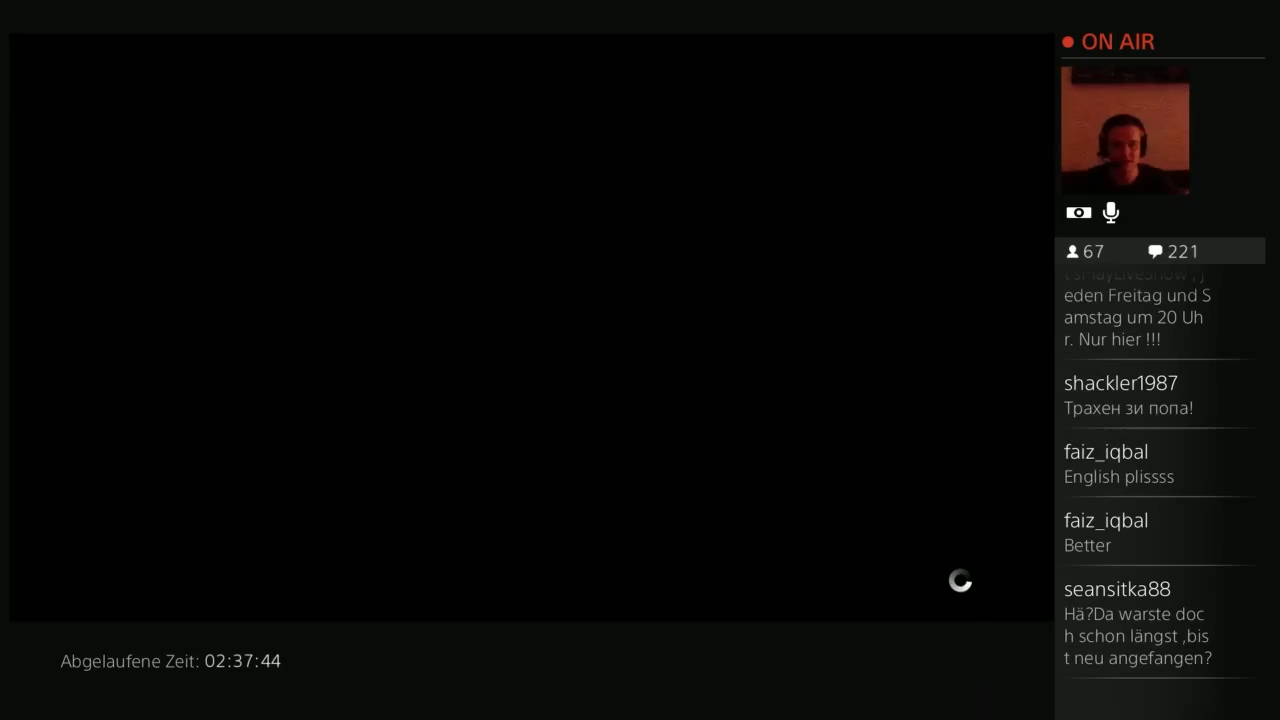 ON AIR
67 221
t'sPlayLiveShow , j
eden Freitag und S
amstag um 20 Uh
r. Nur hier !!!
shackler1987
Трахен зи попа!
faiz_iqbal
English plissss
faiz_iqbal
Better
seansitka88
Hä?Da warste doc
h schon längst ,bis
t neu angefangen?
Abgelaufene Zeit: 02:37:44